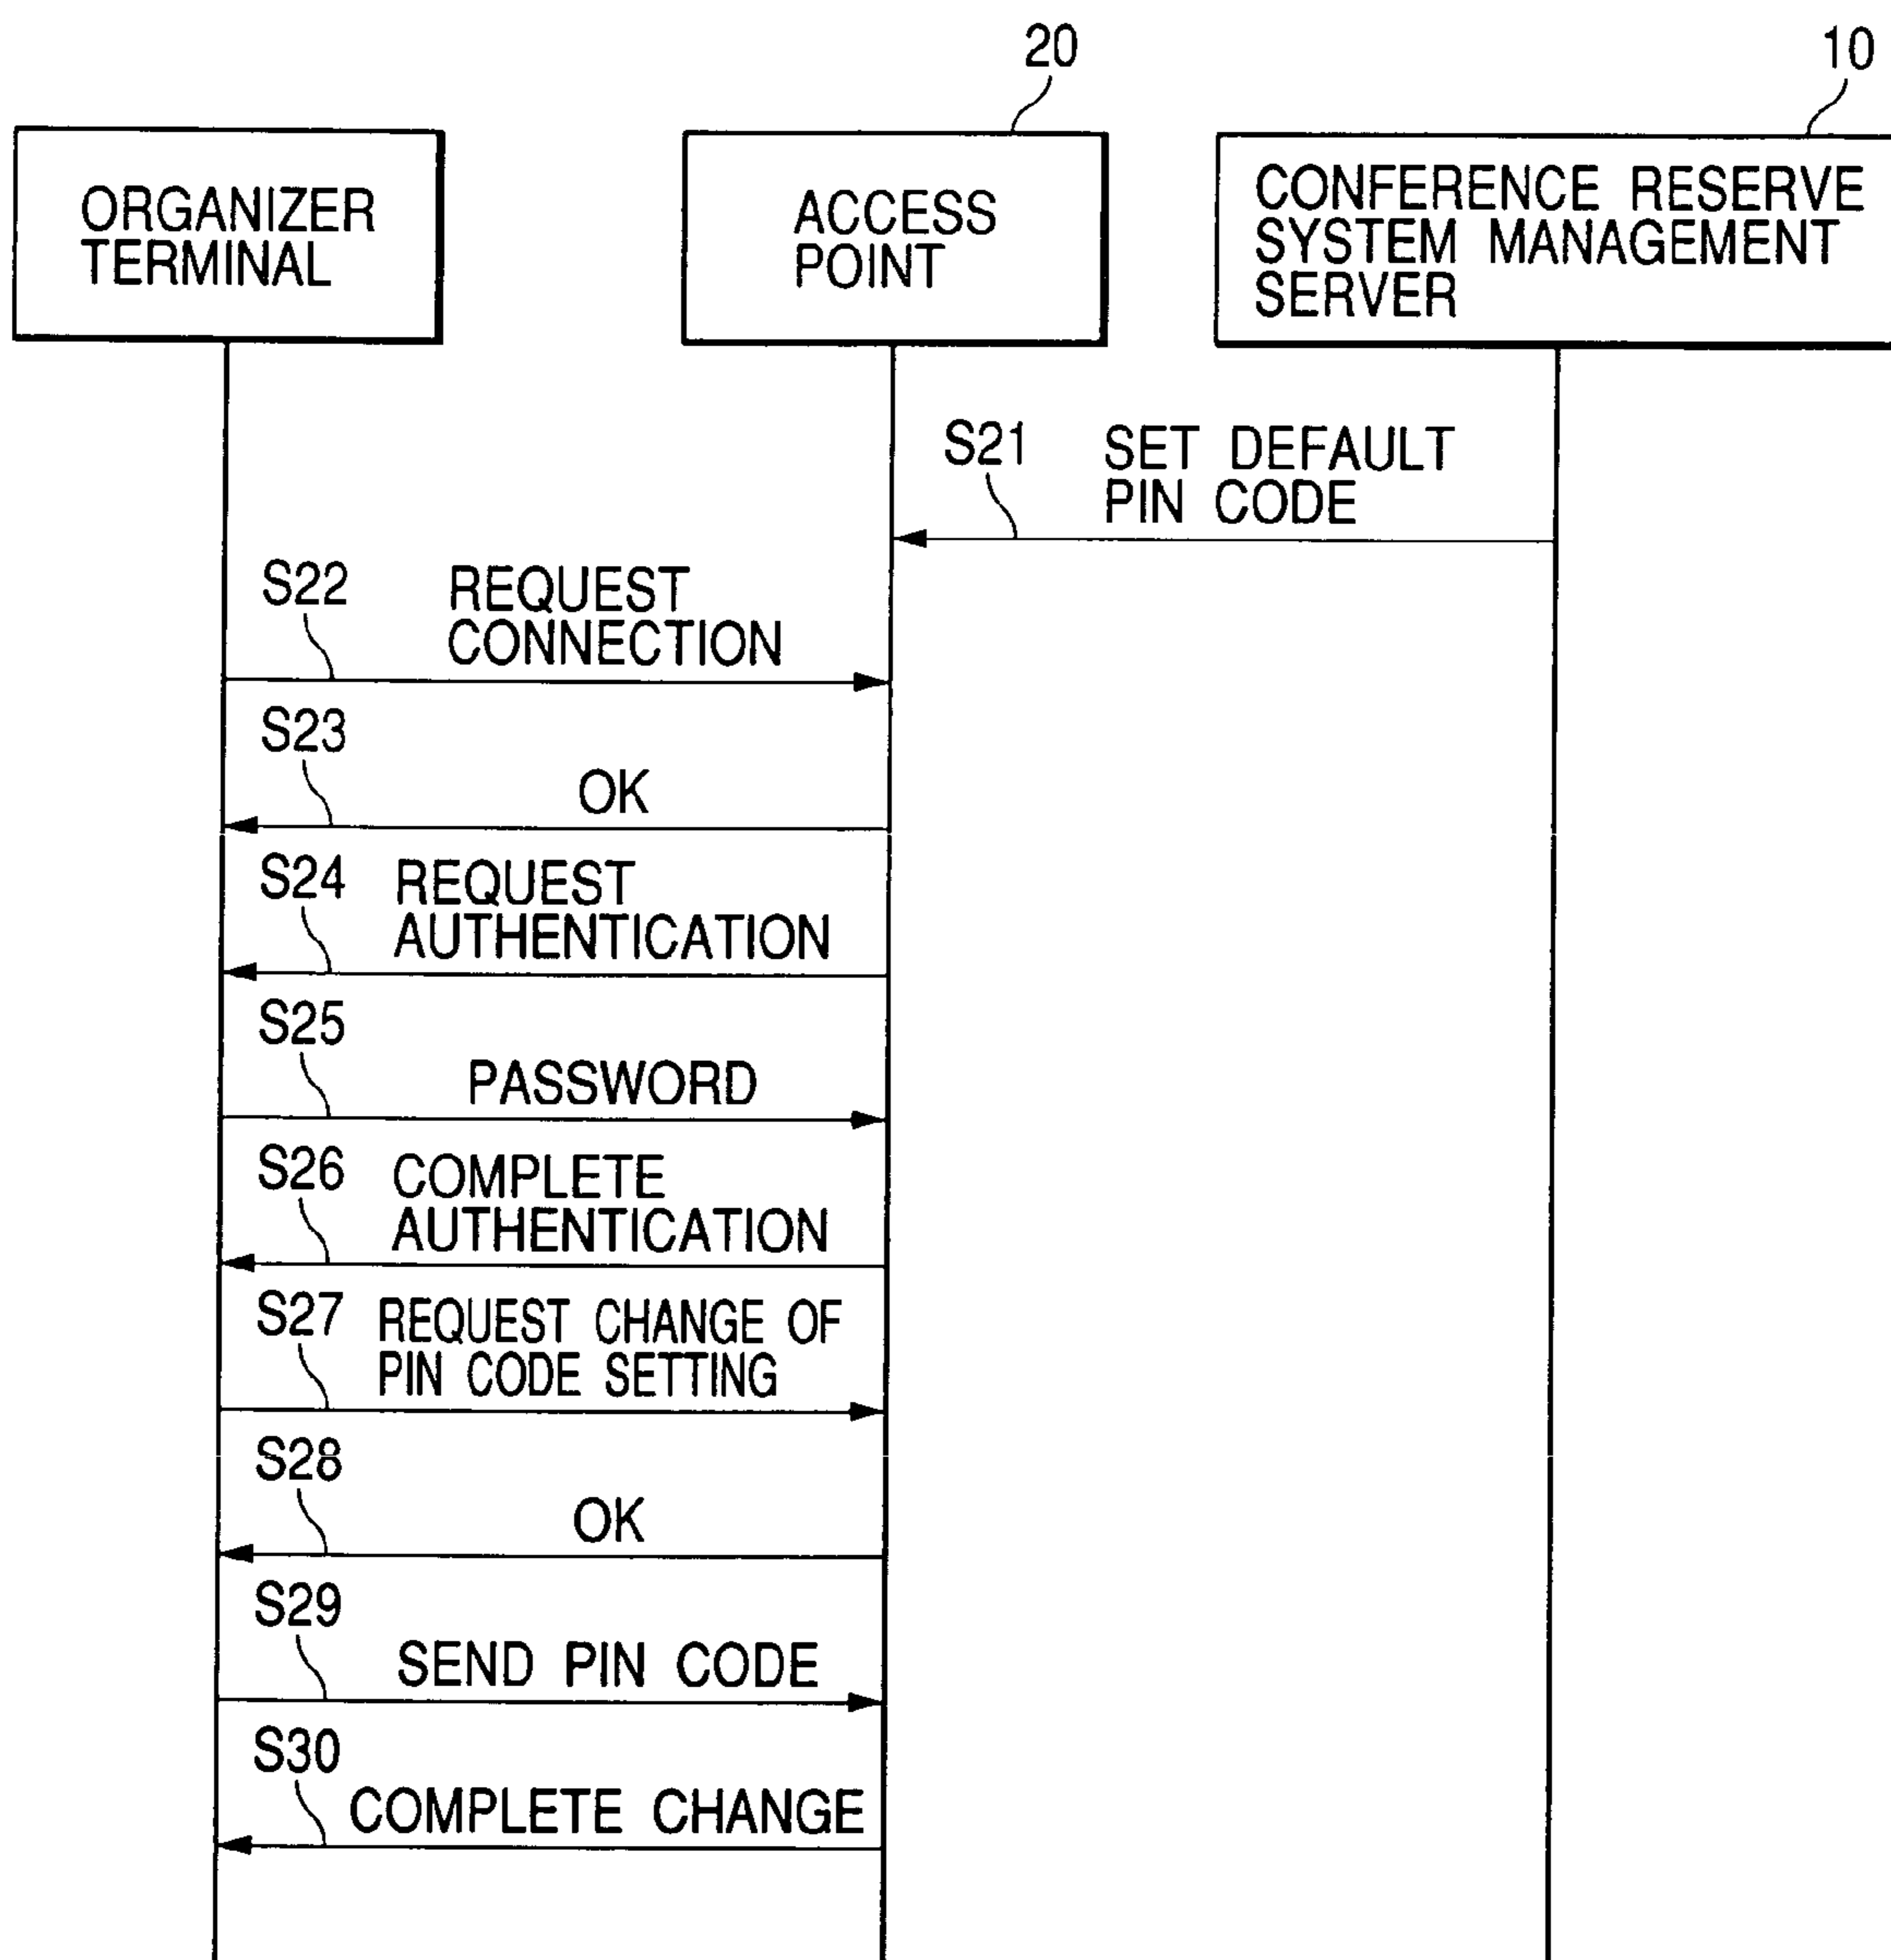 20
10
ORGANIZER
TERMINAL
ACCESS
POINT
CONFERENCE RESERVE
SYSTEM MANAGEMENT
SERVER
S21
SET DEFAULT
PIN CODE
S22
REQUEST
CONNECTION
S23
OK
S24
REQUEST
AUTHENTICATION
S25
PASSWORD
S26
COMPLETE
AUTHENTICATION
S27
REQUEST CHANGE OF
PIN CODE SETTING
S28
OK
S29
SEND PIN CODE
S30
COMPLETE CHANGE